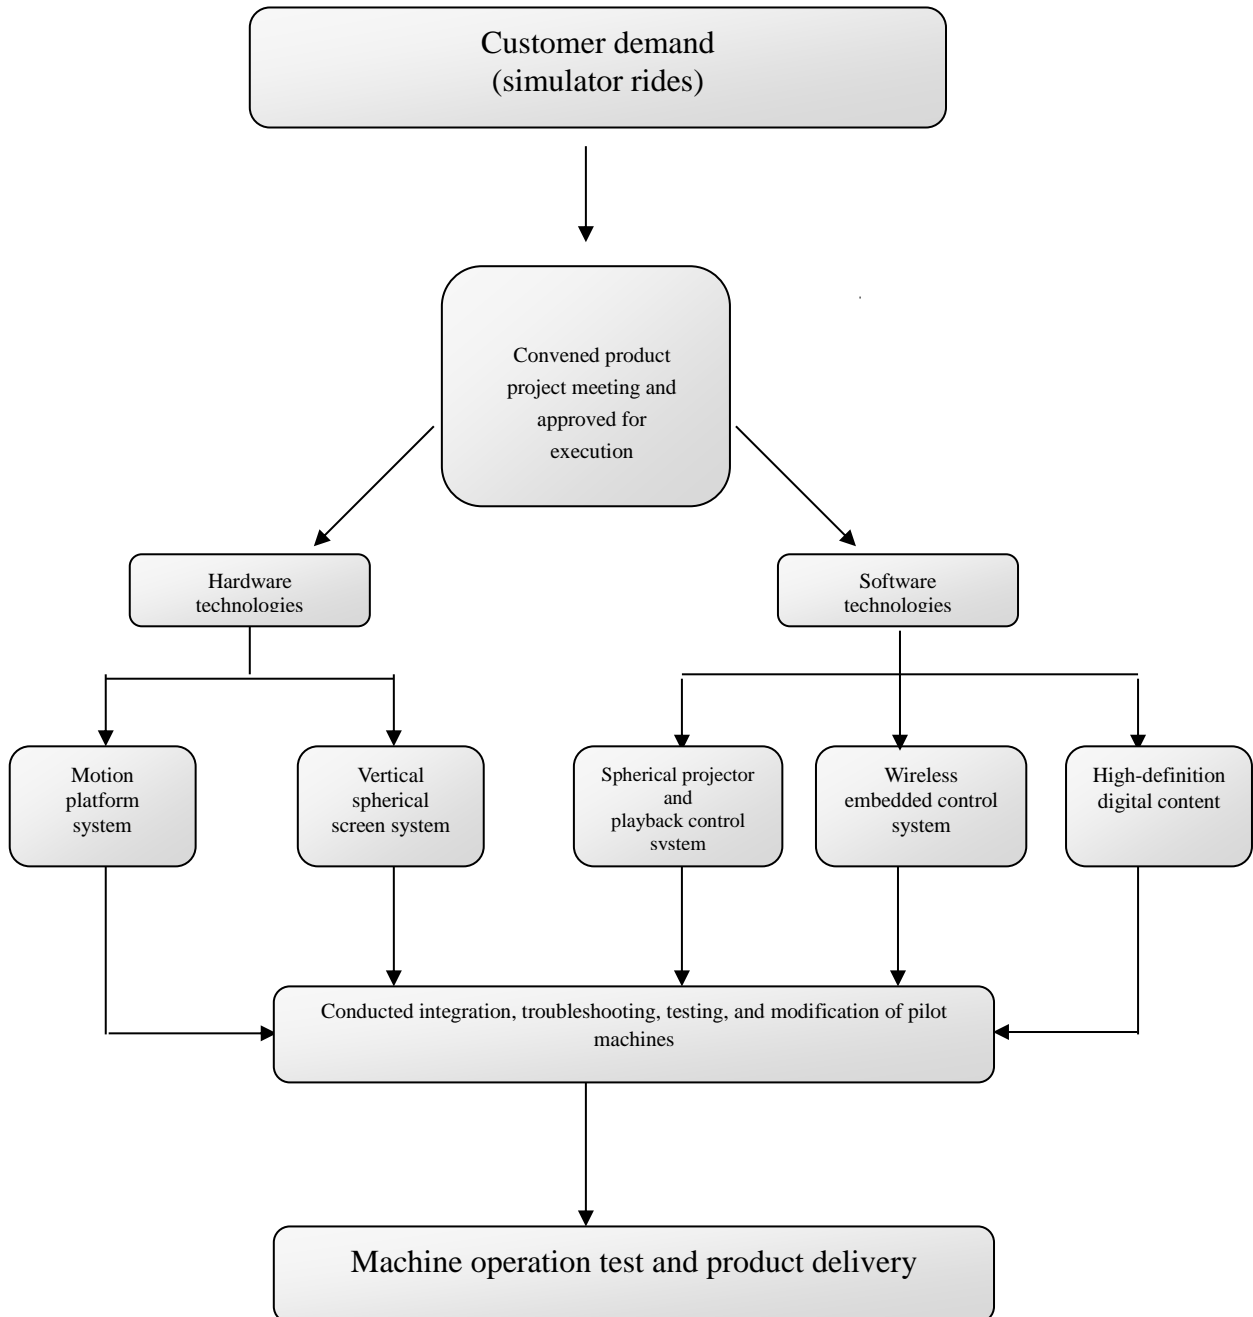 Customer demand
(simulator rides)
Convened product
project meeting and
approved for
execution
Hardware
technologies
Software
technologies
Motion
platform
system
Vertical
spherical
screen system
Spherical projector
and
playback control
system
Wireless
embedded control
system
High-definition
digital content
Conducted integration, troubleshooting, testing, and modification of pilot
machines
Machine operation test and product delivery